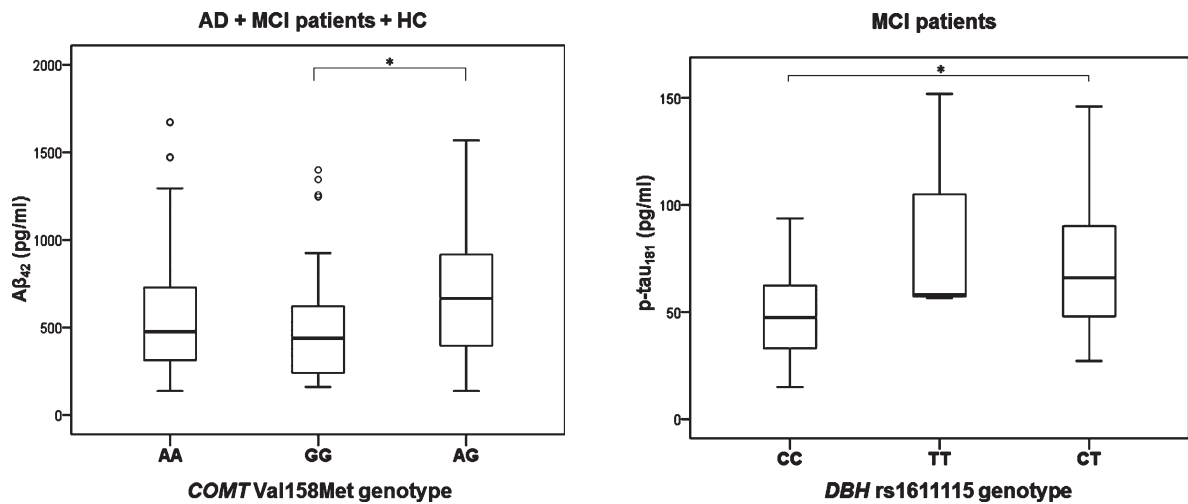 AD + MCI patients + HC
*
2000
1500
1000
500
0
Aβ42 (pg/ml)
AA GG AG
COMT Val158Met genotype
MCI patients
*
150
100
50
0
p-tau181 (pg/ml)
CC TT CT
DBH rs1611115 genotype